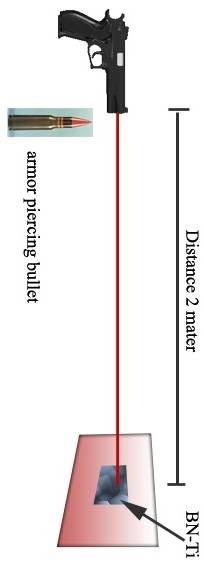 armor piercing bullet
Distance 2 mater
BN-Ti